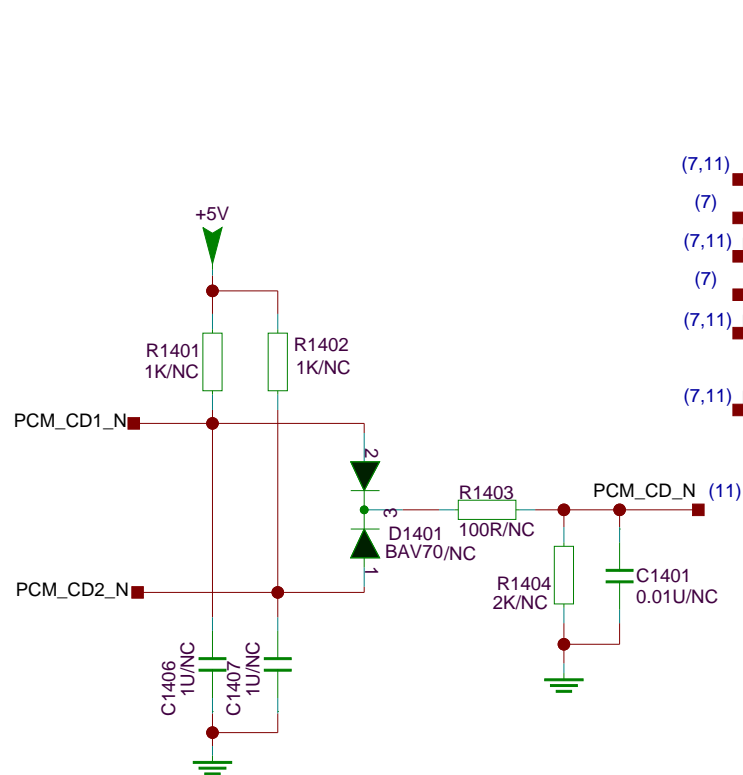 (7,11)
(7)
+5V
(7,11)
(7)
(7,11)
R1401
1K/NC
R1402
1K/NC
(7,11)
PCM_CD1_N
2
R1403
100R/NC
PCM_CD_N (11)
3
D1401
BAV70/NC
1
R1404
2K/NC
C1401
0.01U/NC
PCM_CD2_N
C1406
1U/NC
C1407
1U/NC